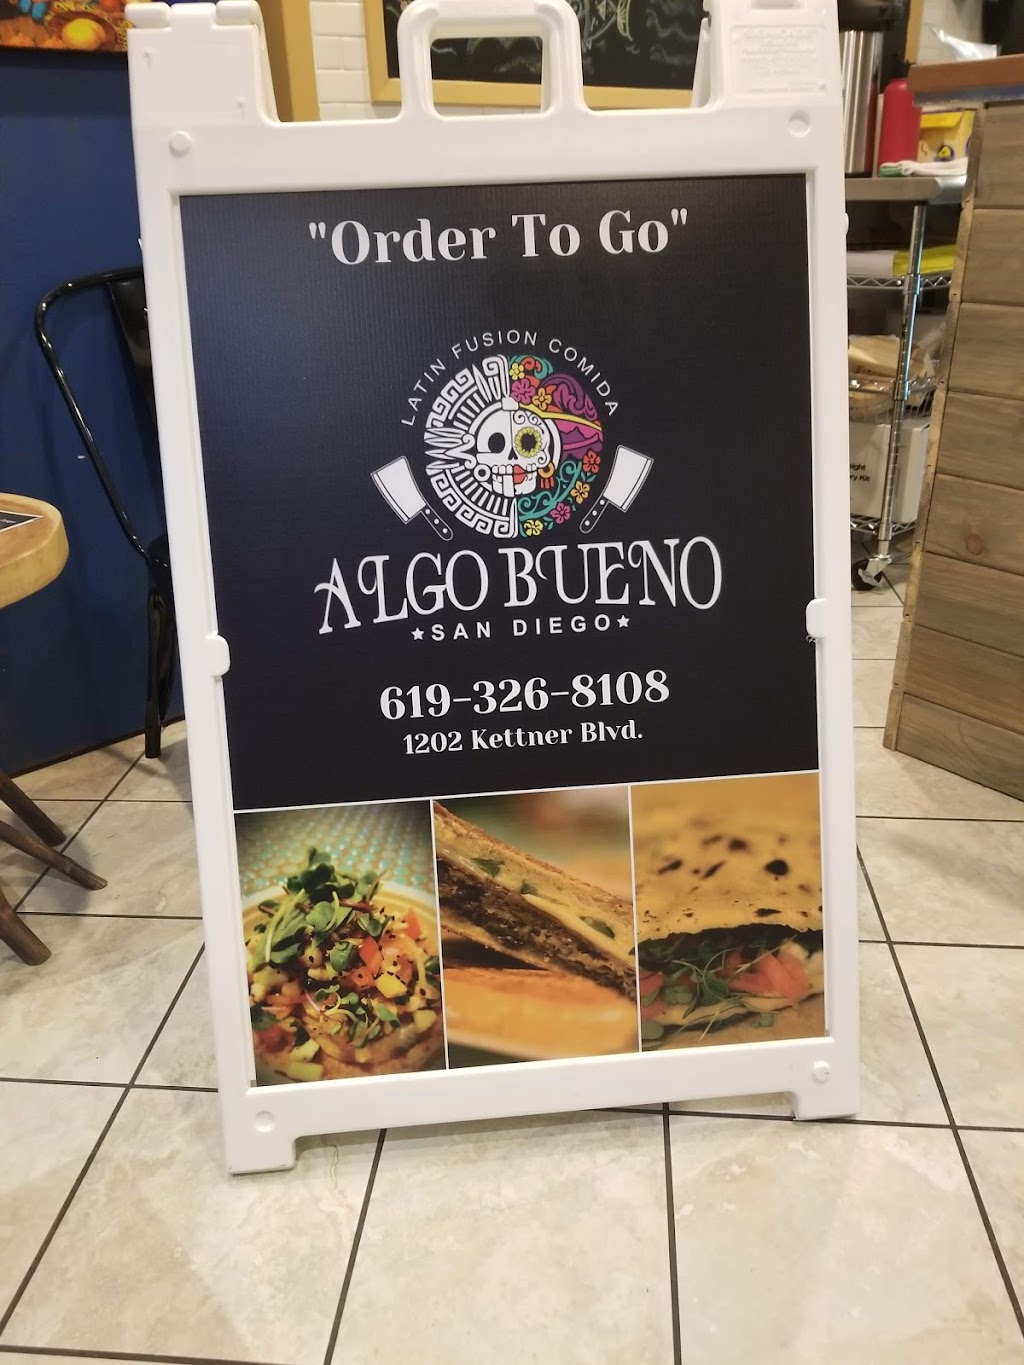 "Order To Go"
LATIN FUSION COMIDA
ALGO BUENO
★SAN DIEGO★
619-326-8108
1202 Kettner Blvd.